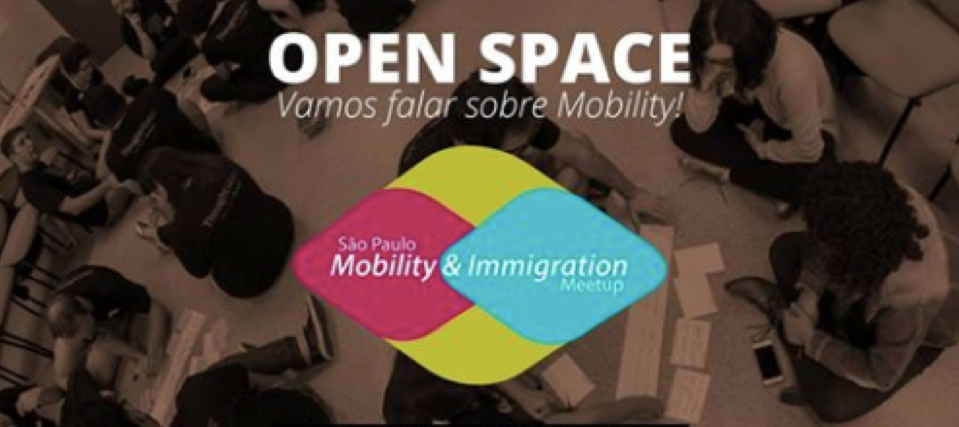 OPEN SPACE
Vamos falar sobre Mobility!
São Paulo
Mobility & Immigration
Meetup